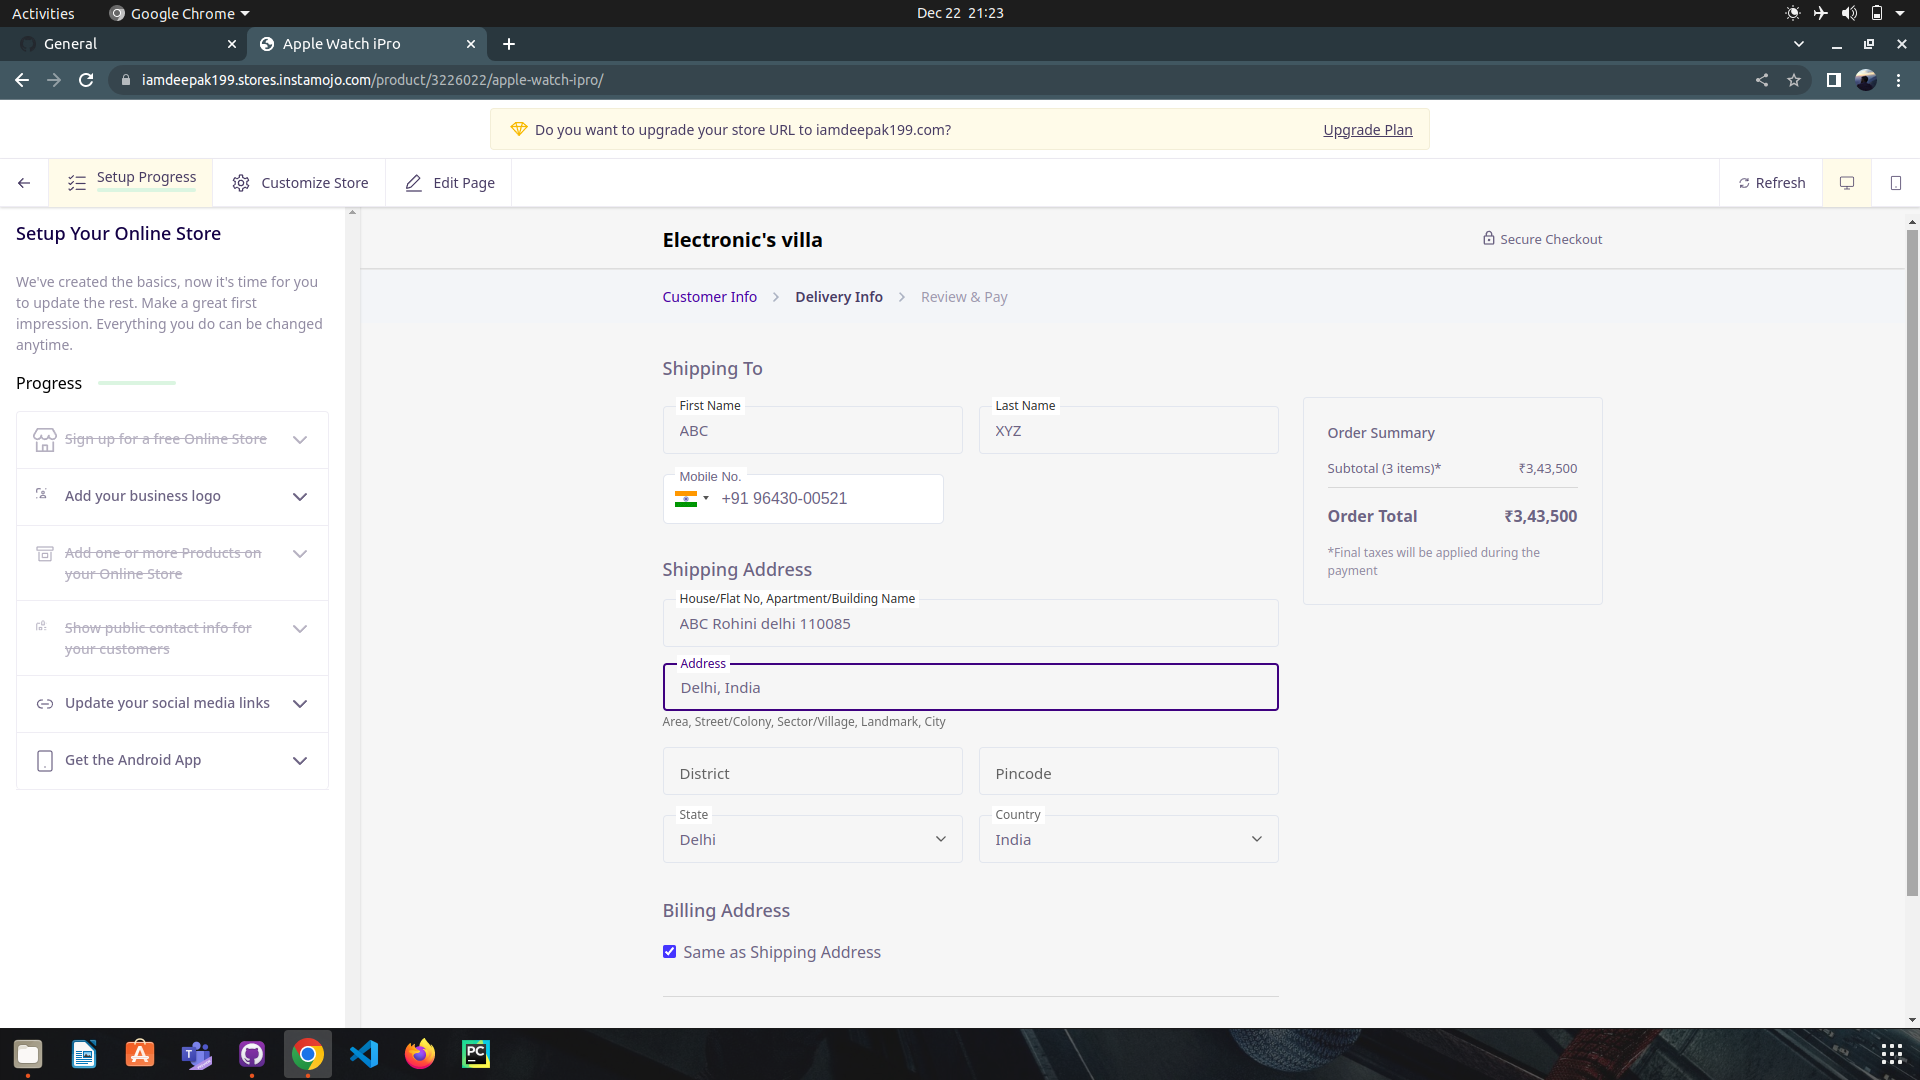 Activities
Google Chrome
Dec 22 21:23
General
Apple Watch iPro
iamdeepak199.stores.instamojo.com/product/3226022/apple-watch-ipro/
Do you want to upgrade your store URL to iamdeepak199.com?
Upgrade Plan
Setup Progress
Customize Store
Edit Page
Refresh
Setup Your Online Store
We've created the basics, now it's time for you
to update the rest. Make a great first
impression. Everything you do can be changed
anytime.
Progress
Sign up for a free Online Store
Add your business logo
Add one or more Products on
your Online Store
Show public contact info for
your customers
Update your social media links
Get the Android App
Electronic's villa
Secure Checkout
Customer Info
Delivery Info
Review & Pay
Shipping To
First Name
ABC
Last Name
XYZ
Mobile No.
+91 96430-00521
Shipping Address
House/Flat No, Apartment/Building Name
ABC Rohini delhi 110085
Address
Delhi, India
Area, Street/Colony, Sector/Village, Landmark, City
District
Pincode
State
Delhi
Country
India
Billing Address
Same as Shipping Address
Order Summary
Subtotal (3 items)* ₹3,43,500
Order Total ₹3,43,500
*Final taxes will be applied during the
payment
PC